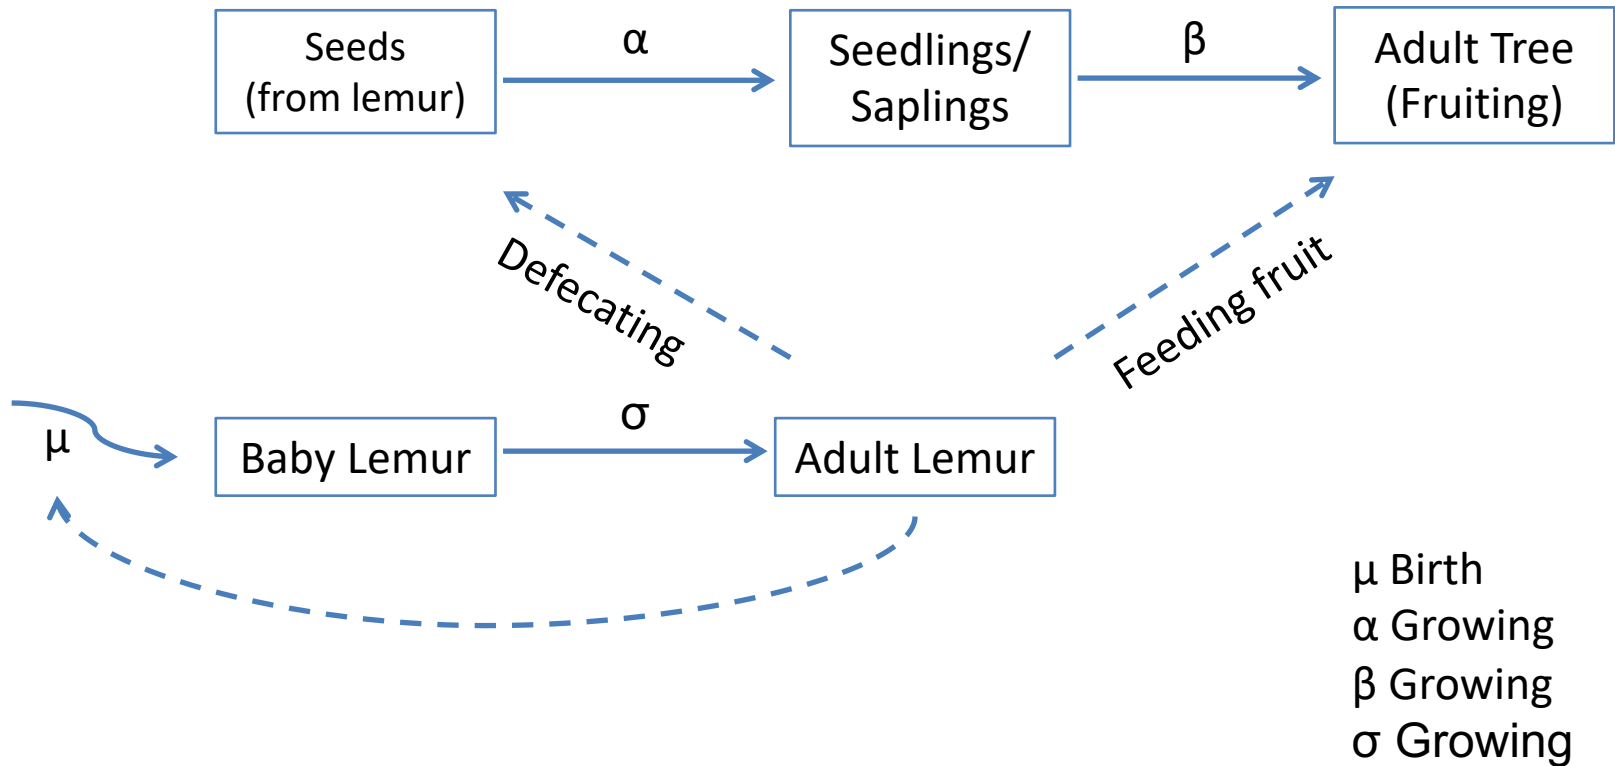 Seeds
(from lemur)
α
Seedlings/
Saplings
β
Adult Tree
(Fruiting)
Defecating
Feeding fruit
μ
Baby Lemur
σ
Adult Lemur
μ Birth
α Growing
β Growing
σ Growing